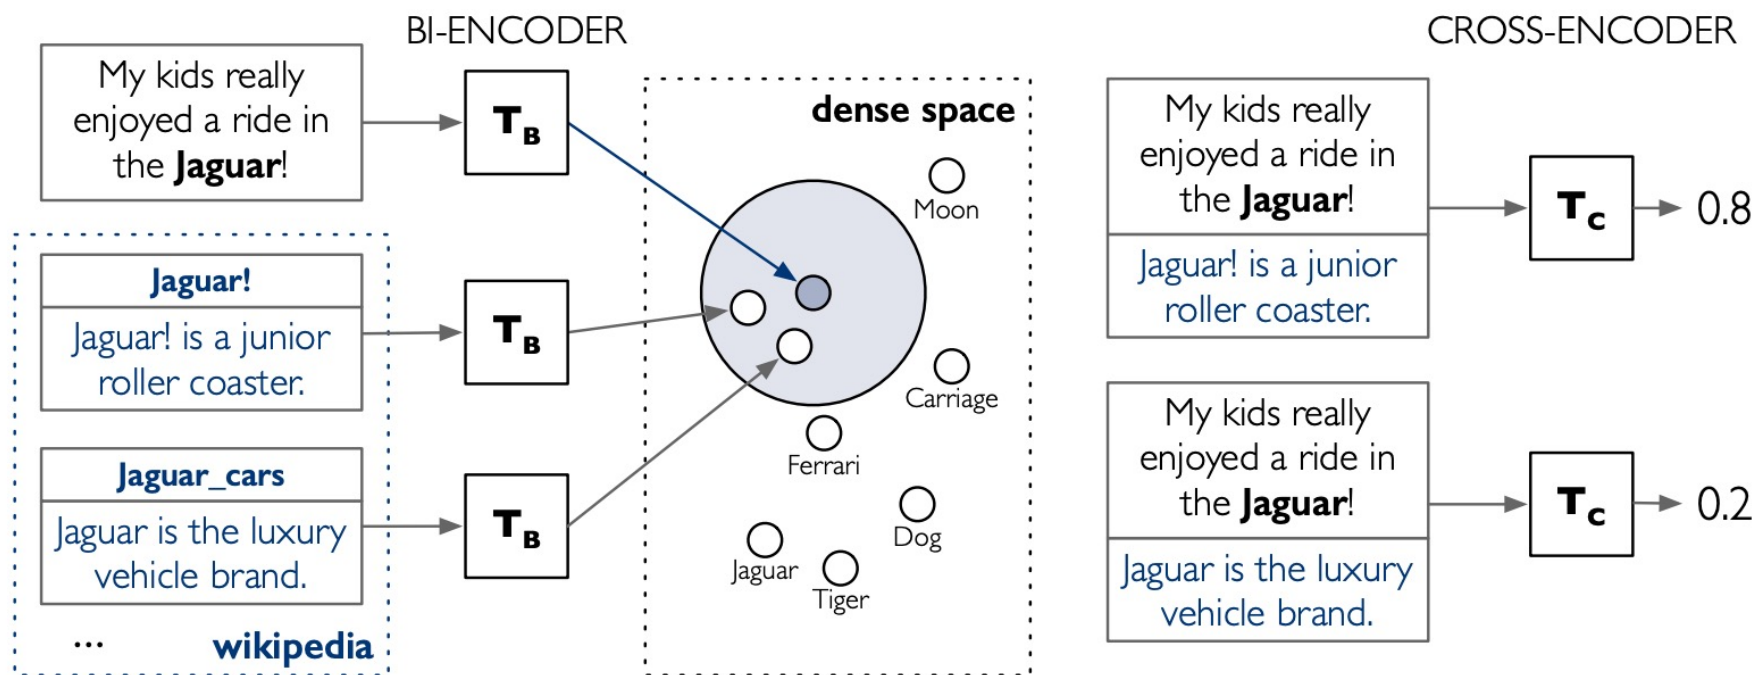 BI-ENCODER
My kids really
enjoyed a ride in
the Jaguar!
T_B
Jaguar!
Jaguar! is a junior
roller coaster.
T_B
Jaguar_cars
Jaguar is the luxury
vehicle brand.
T_B
...
wikipedia
dense space
Moon
Carriage
Ferrari
Dog
Jaguar
Tiger
CROSS-ENCODER
My kids really
enjoyed a ride in
the Jaguar!
Jaguar! is a junior
roller coaster.
T_C
0.8
My kids really
enjoyed a ride in
the Jaguar!
Jaguar is the luxury
vehicle brand.
T_C
0.2